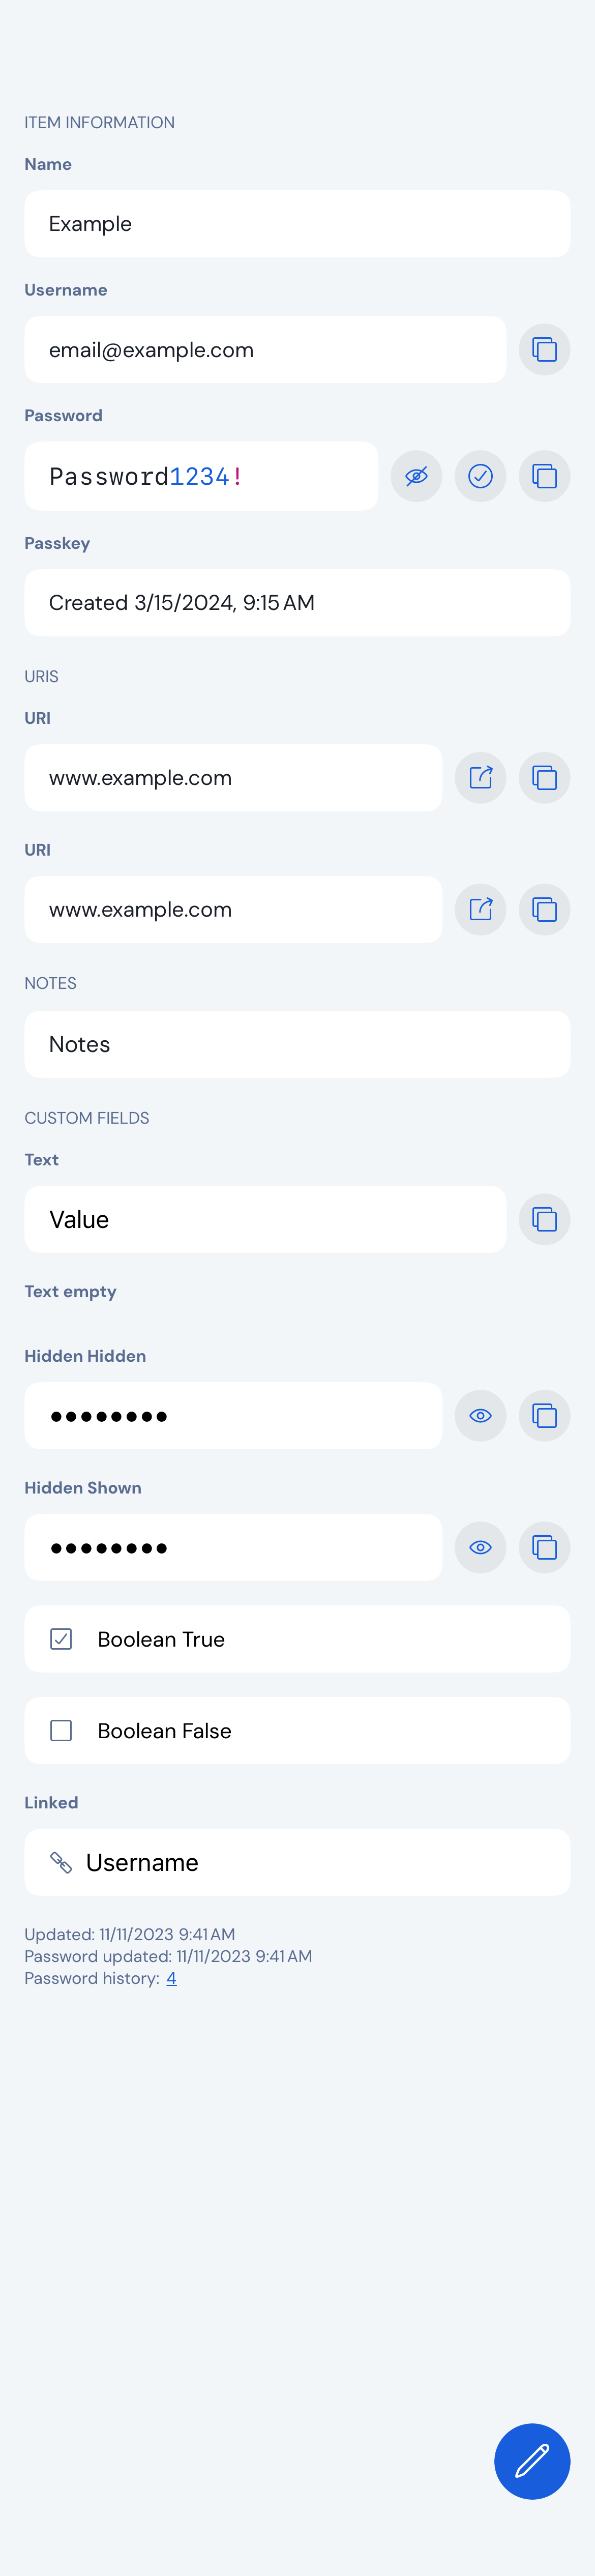 ITEM INFORMATION
Name
Example
Username
email@example.com
Password
Password1234!
Passkey
Created 3/15/2024, 9:15 AM
URIS
URI
www.example.com
URI
www.example.com
NOTES
Notes
CUSTOM FIELDS
Text
Value
Text empty
Hidden Hidden
••••••••
Hidden Shown
••••••••
Boolean True
Boolean False
Linked
Username
Updated: 11/11/2023 9:41 AM
Password updated: 11/11/2023 9:41 AM
Password history: 4